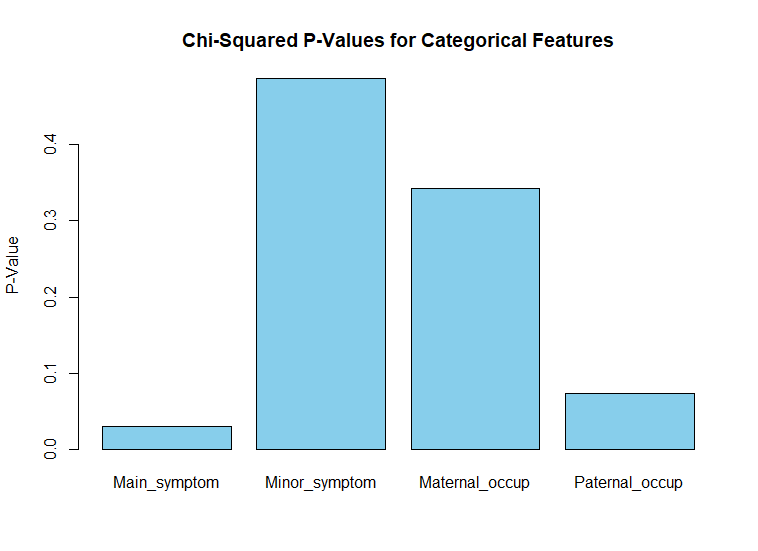 Chi-Squared P-Values for Categorical Features
P-Value
0.4
0.3
0.2
0.1
0.0
Main_symptom Minor_symptom Maternal_occup Paternal_occup